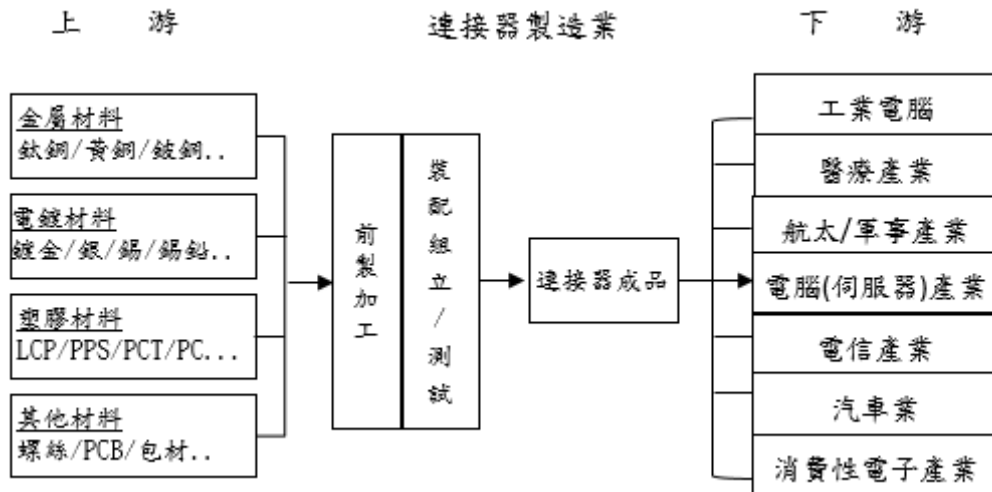 上 游
連接器製造業
下 游
金屬材料
鈦銅/黃銅/鈹銅..
電鍍材料
鍍金/銀/錫/錫鉛..
塑膠材料
LCP/PPS/PCT/PC...
其他材料
螺絲/PCB/包材..
前製加工
裝配組立/測試
連接器成品
工業電腦
醫療產業
航太/軍事產業
電腦(伺服器)產業
電信產業
汽車業
消費性電子產業